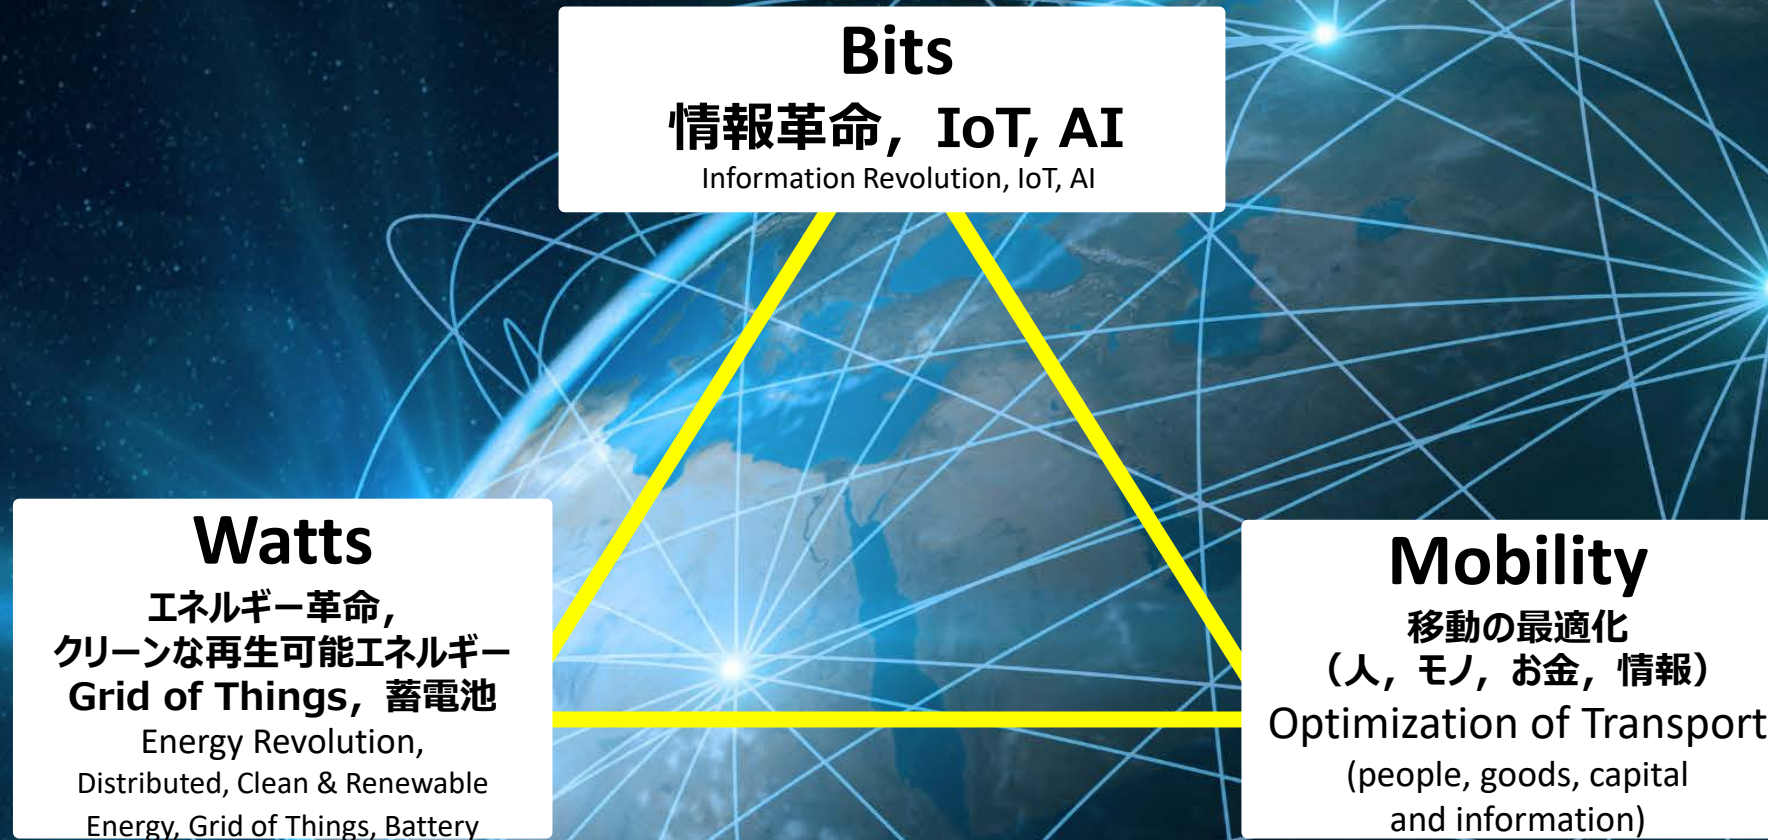 Bits
情報革命，IoT, AI
Information Revolution, IoT, AI
Watts
エネルギー革命，
クリーンな再生可能エネルギー
Grid of Things，蓄電池
Energy Revolution,
Distributed, Clean & Renewable
Energy, Grid of Things, Battery
Mobility
移動の最適化
（人，モノ，お金，情報）
Optimization of Transport
(people, goods, capital
and information)